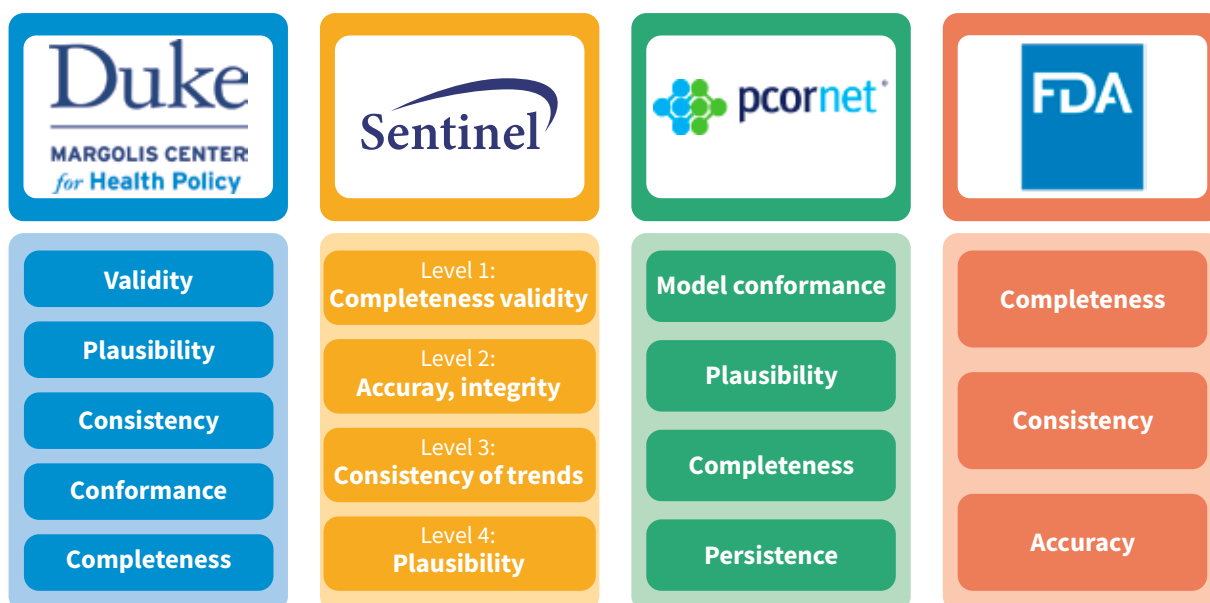 Duke
MARGOLIS CENTER
for Health Policy
Validity
Plausibility
Consistency
Conformance
Completeness
Sentinel
Level 1:
Completeness validity
Level 2:
Accuray, integrity
Level 3:
Consistency of trends
Level 4:
Plausibility
pcornet®
Model conformance
Plausibility
Completeness
Persistence
FDA
Completeness
Consistency
Accuracy